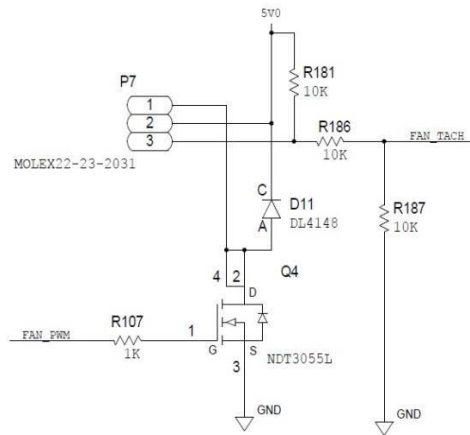 5V0
R181
10K
P7
1
2
3
MOLEX22-23-2031
R186
10K
FAN_TACH
C
D11
DL4148
A
R187
10K
4
2
Q4
D
R107
1K
FAN_PWM
1
G
S
NDT3055L
3
GND
GND